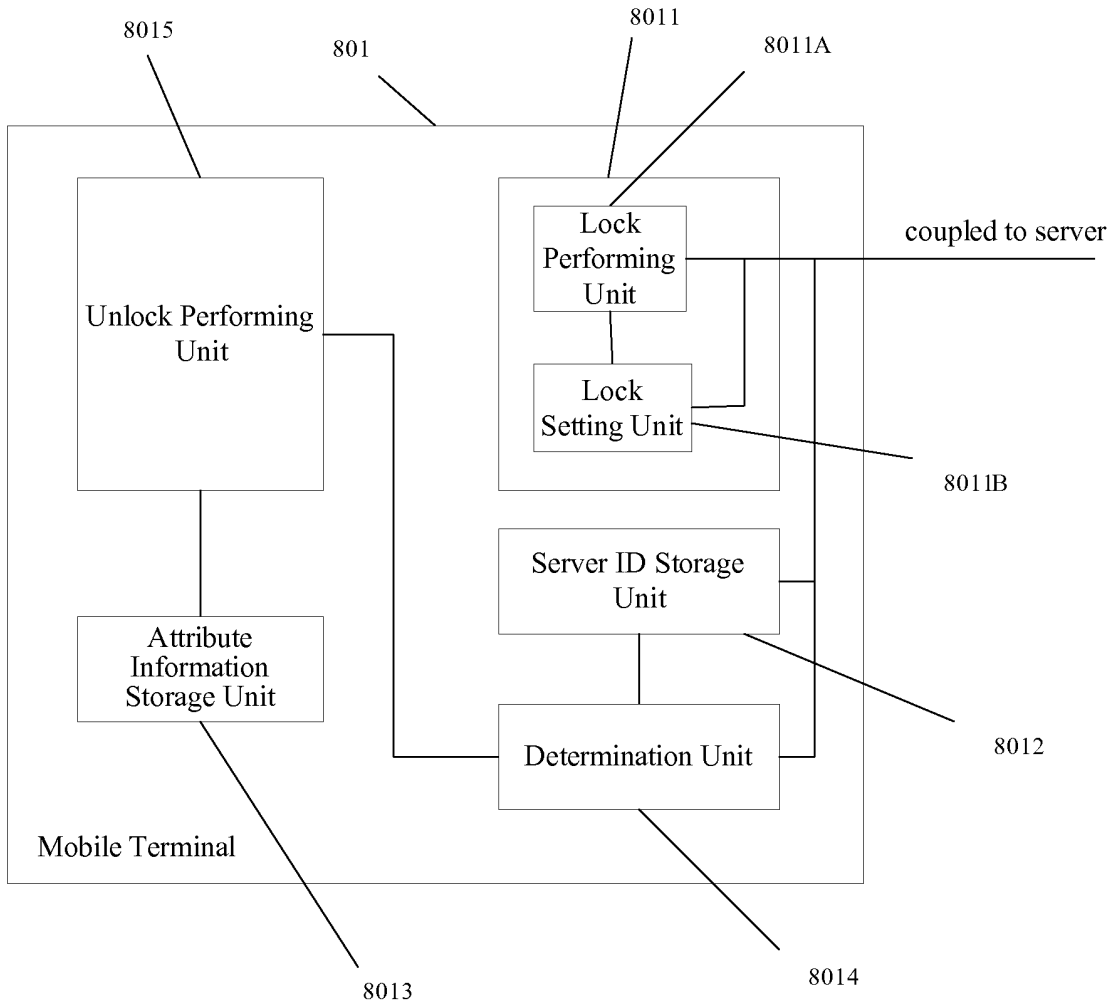 8015
801
8011
8011A
Lock
Performing
Unit
coupled to server
Unlock Performing
Unit
Lock
Setting Unit
8011B
Server ID Storage
Unit
Attribute
Information
Storage Unit
Determination Unit
8012
Mobile Terminal
8013
8014